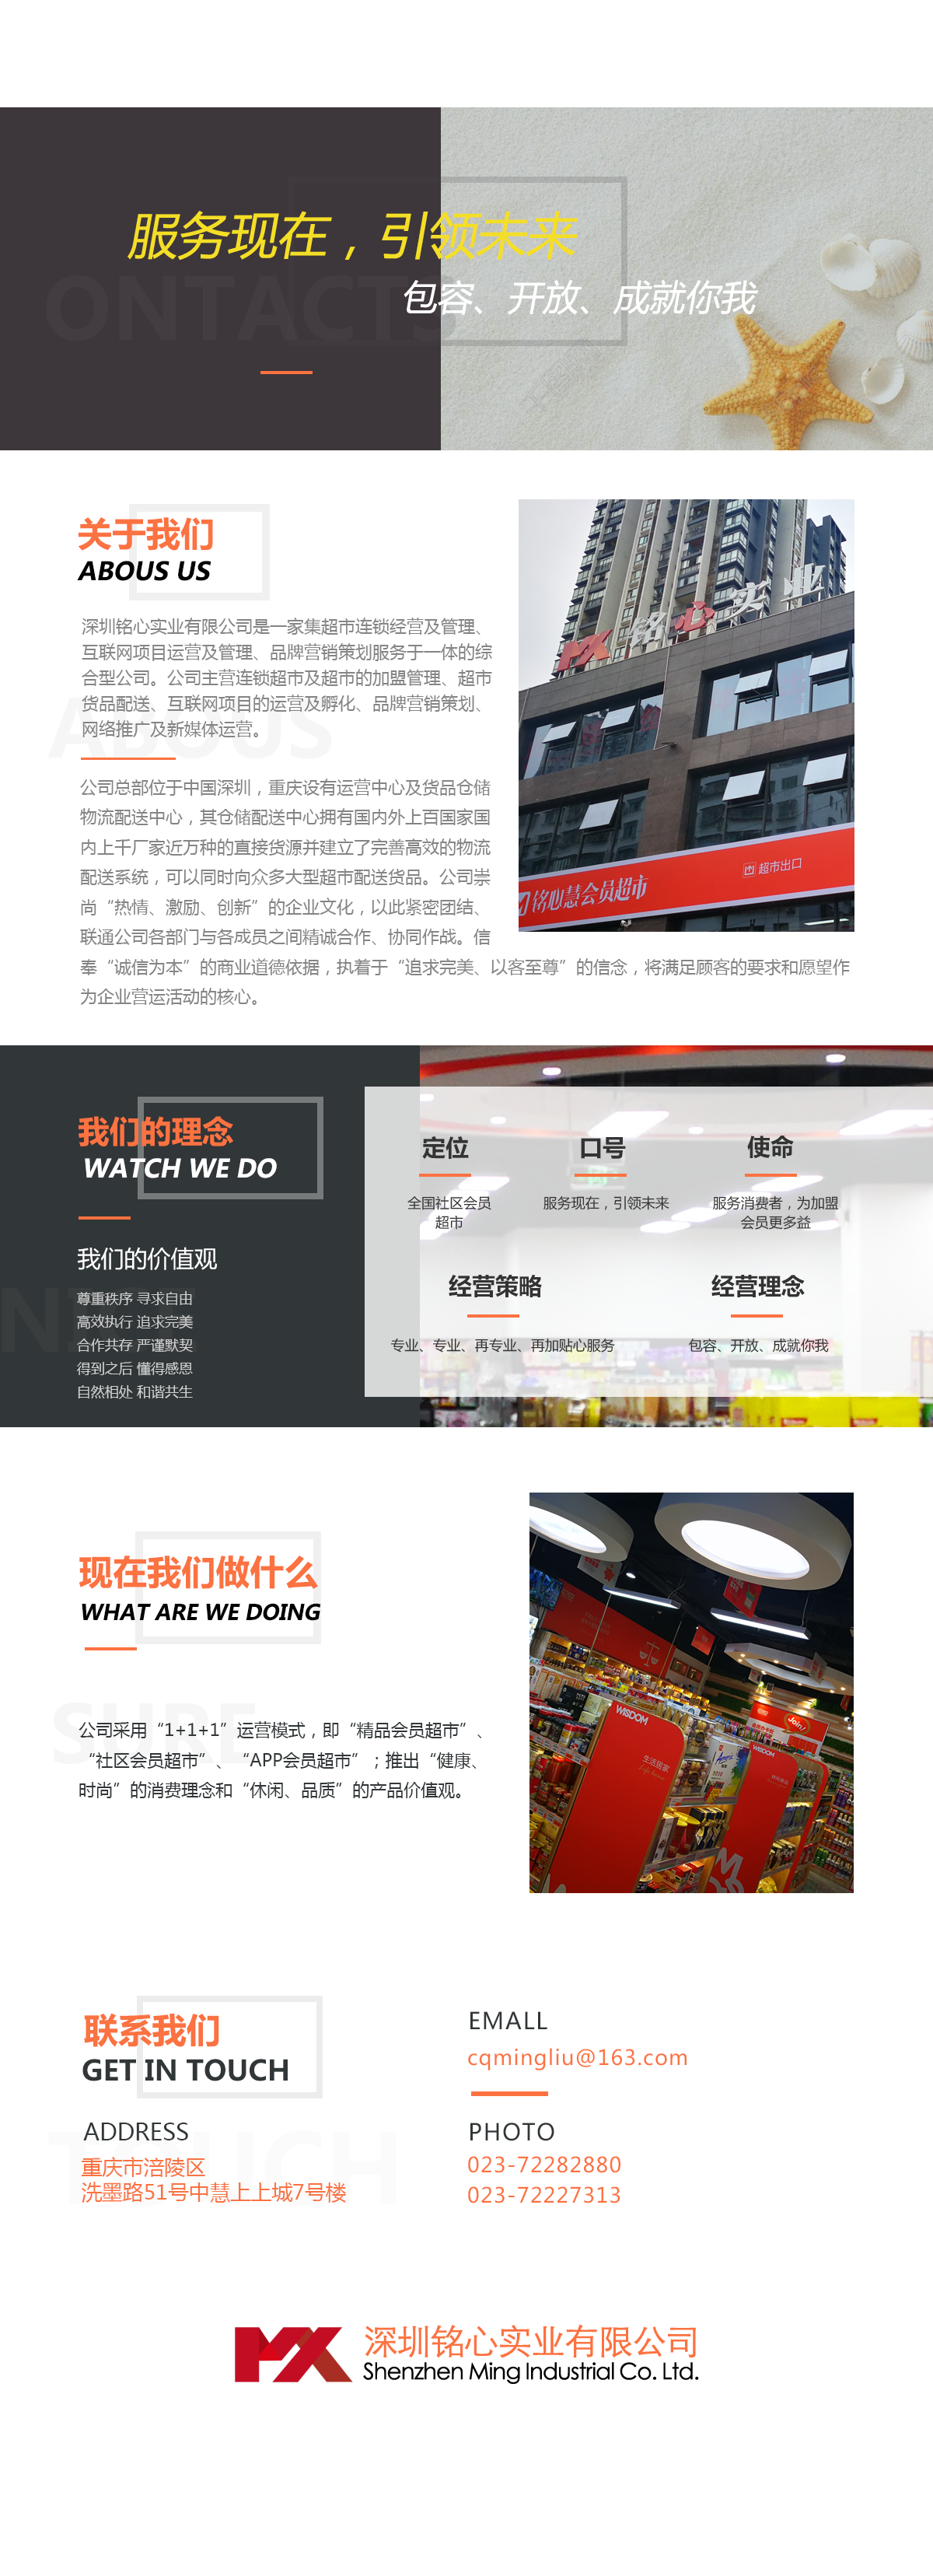 服务现在，引领未来
ONTACTS
包容、开放、成就你我
关于我们
ABOUS US
深圳铭心实业有限公司是一家集超市连锁经营及管理、
互联网项目运营及管理、品牌营销策划服务于一体的综
合型公司。公司主营连锁超市及超市的加盟管理、超市
货品配送、互联网项目的运营及孵化、品牌营销策划、
网络推广及新媒体运营。
ABOUS
公司总部位于中国深圳，重庆设有运营中心及货品仓储
物流配送中心，其仓储配送中心拥有国内外上百国家国
内上千厂家近万种的直接货源并建立了完善高效的物流
配送系统，可以同时向众多大型超市配送货品。公司崇
尚“热情、激励、创新”的企业文化，以此紧密团结、
联通公司各部门与各成员之间精诚合作、协同作战。信
奉“诚信为本”的商业道德依据，执着于“追求完美、以客至尊”的信念，将满足顾客的要求和愿望作
为企业营运活动的核心。
铭心实业
铭心慧会员超市
超市出口
我们的理念
WATCH WE DO
我们的价值观
尊重秩序 寻求自由
高效执行 追求完美
合作共存 严谨默契
得到之后 懂得感恩
自然相处 和谐共生
定位
全国社区会员
超市
口号
服务现在，引领未来
使命
服务消费者，为加盟
会员更多益
经营策略
专业、专业、再专业、再加贴心服务
经营理念
包容、开放、成就你我
现在我们做什么
WHAT ARE WE DOING
SURE
公司采用“1+1+1”运营模式，即“精品会员超市”、
“社区会员超市”、“APP会员超市”；推出“健康、
时尚”的消费理念和“休闲、品质”的产品价值观。
WISDOM
生活居家
Join!
WISDOM
联系我们
GET IN TOUCH
ADDRESS
TOUCH
重庆市涪陵区
洗墨路51号中慧上上城7号楼
EMALL
cqmingliu@163.com
PHOTO
023-72282880
023-72227313
深圳铭心实业有限公司
Shenzhen Ming Industrial Co. Ltd.